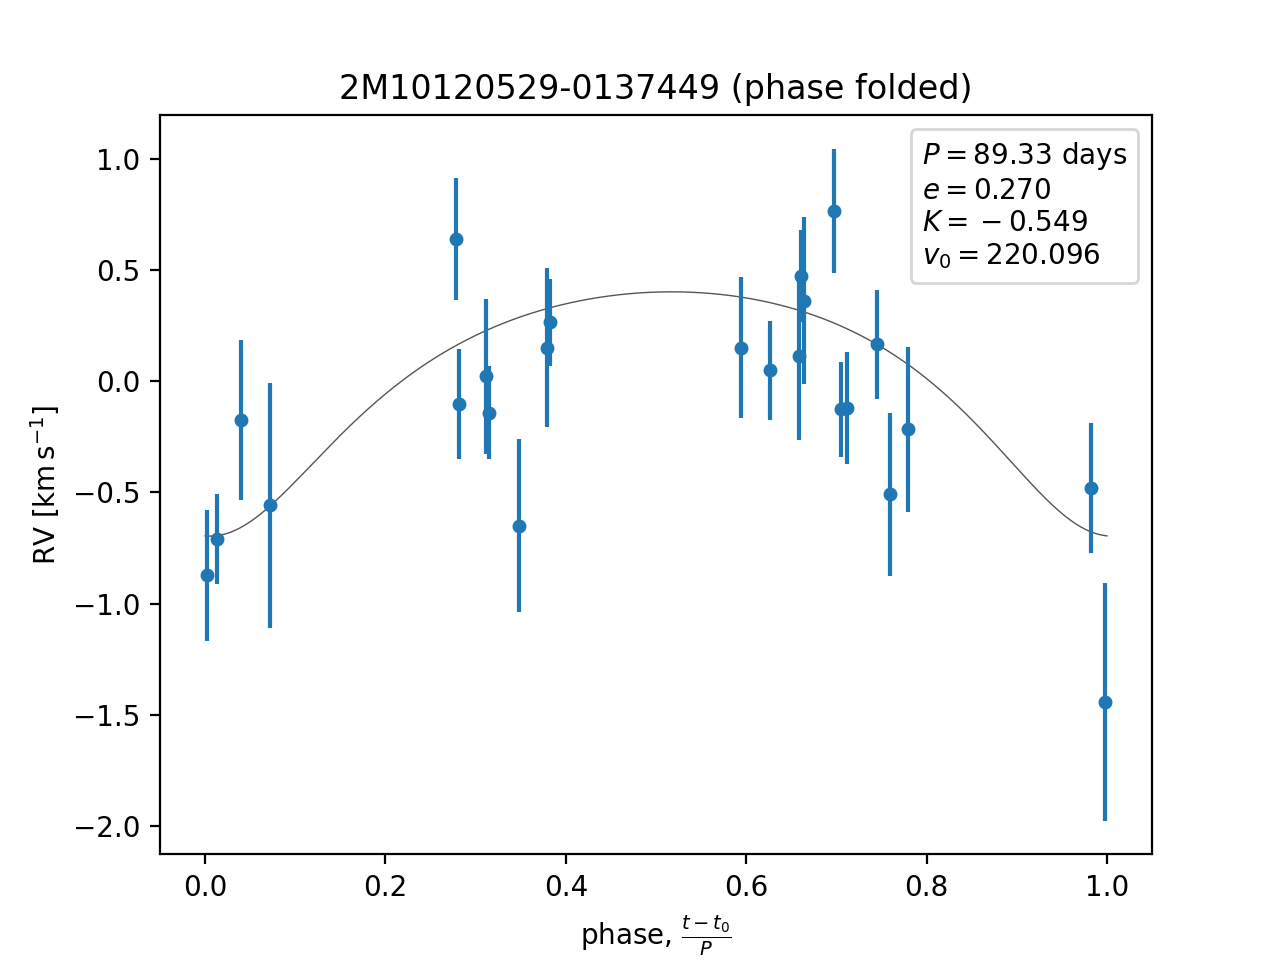 2M10120529-0137449 (phase folded)
P = 89.33 days
e = 0.270
K = −0.549
v₀ = 220.096
1.0
0.5
0.0
−0.5
−1.0
−1.5
−2.0
RV [km s⁻¹]
0.0 0.2 0.4 0.6 0.8 1.0
phase, (t − t₀)/P